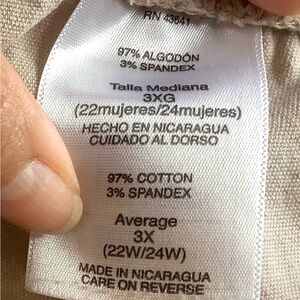 RN 43641
97% ALGODÓN
3% SPANDEX
Talla Mediana
3XG
(22mujeres/24mujeres)
HECHO EN NICARAGUA
CUIDADO AL DORSO
97% COTTON
3% SPANDEX
Average
3X
(22W/24W)
MADE IN NICARAGUA
CARE ON REVERSE